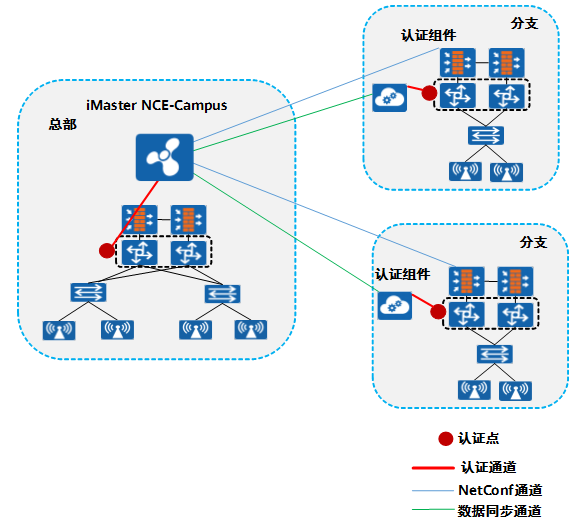 iMaster NCE-Campus
总部
分支
认证组件
分支
认证组件
认证点
认证通道
NetConf通道
数据同步通道